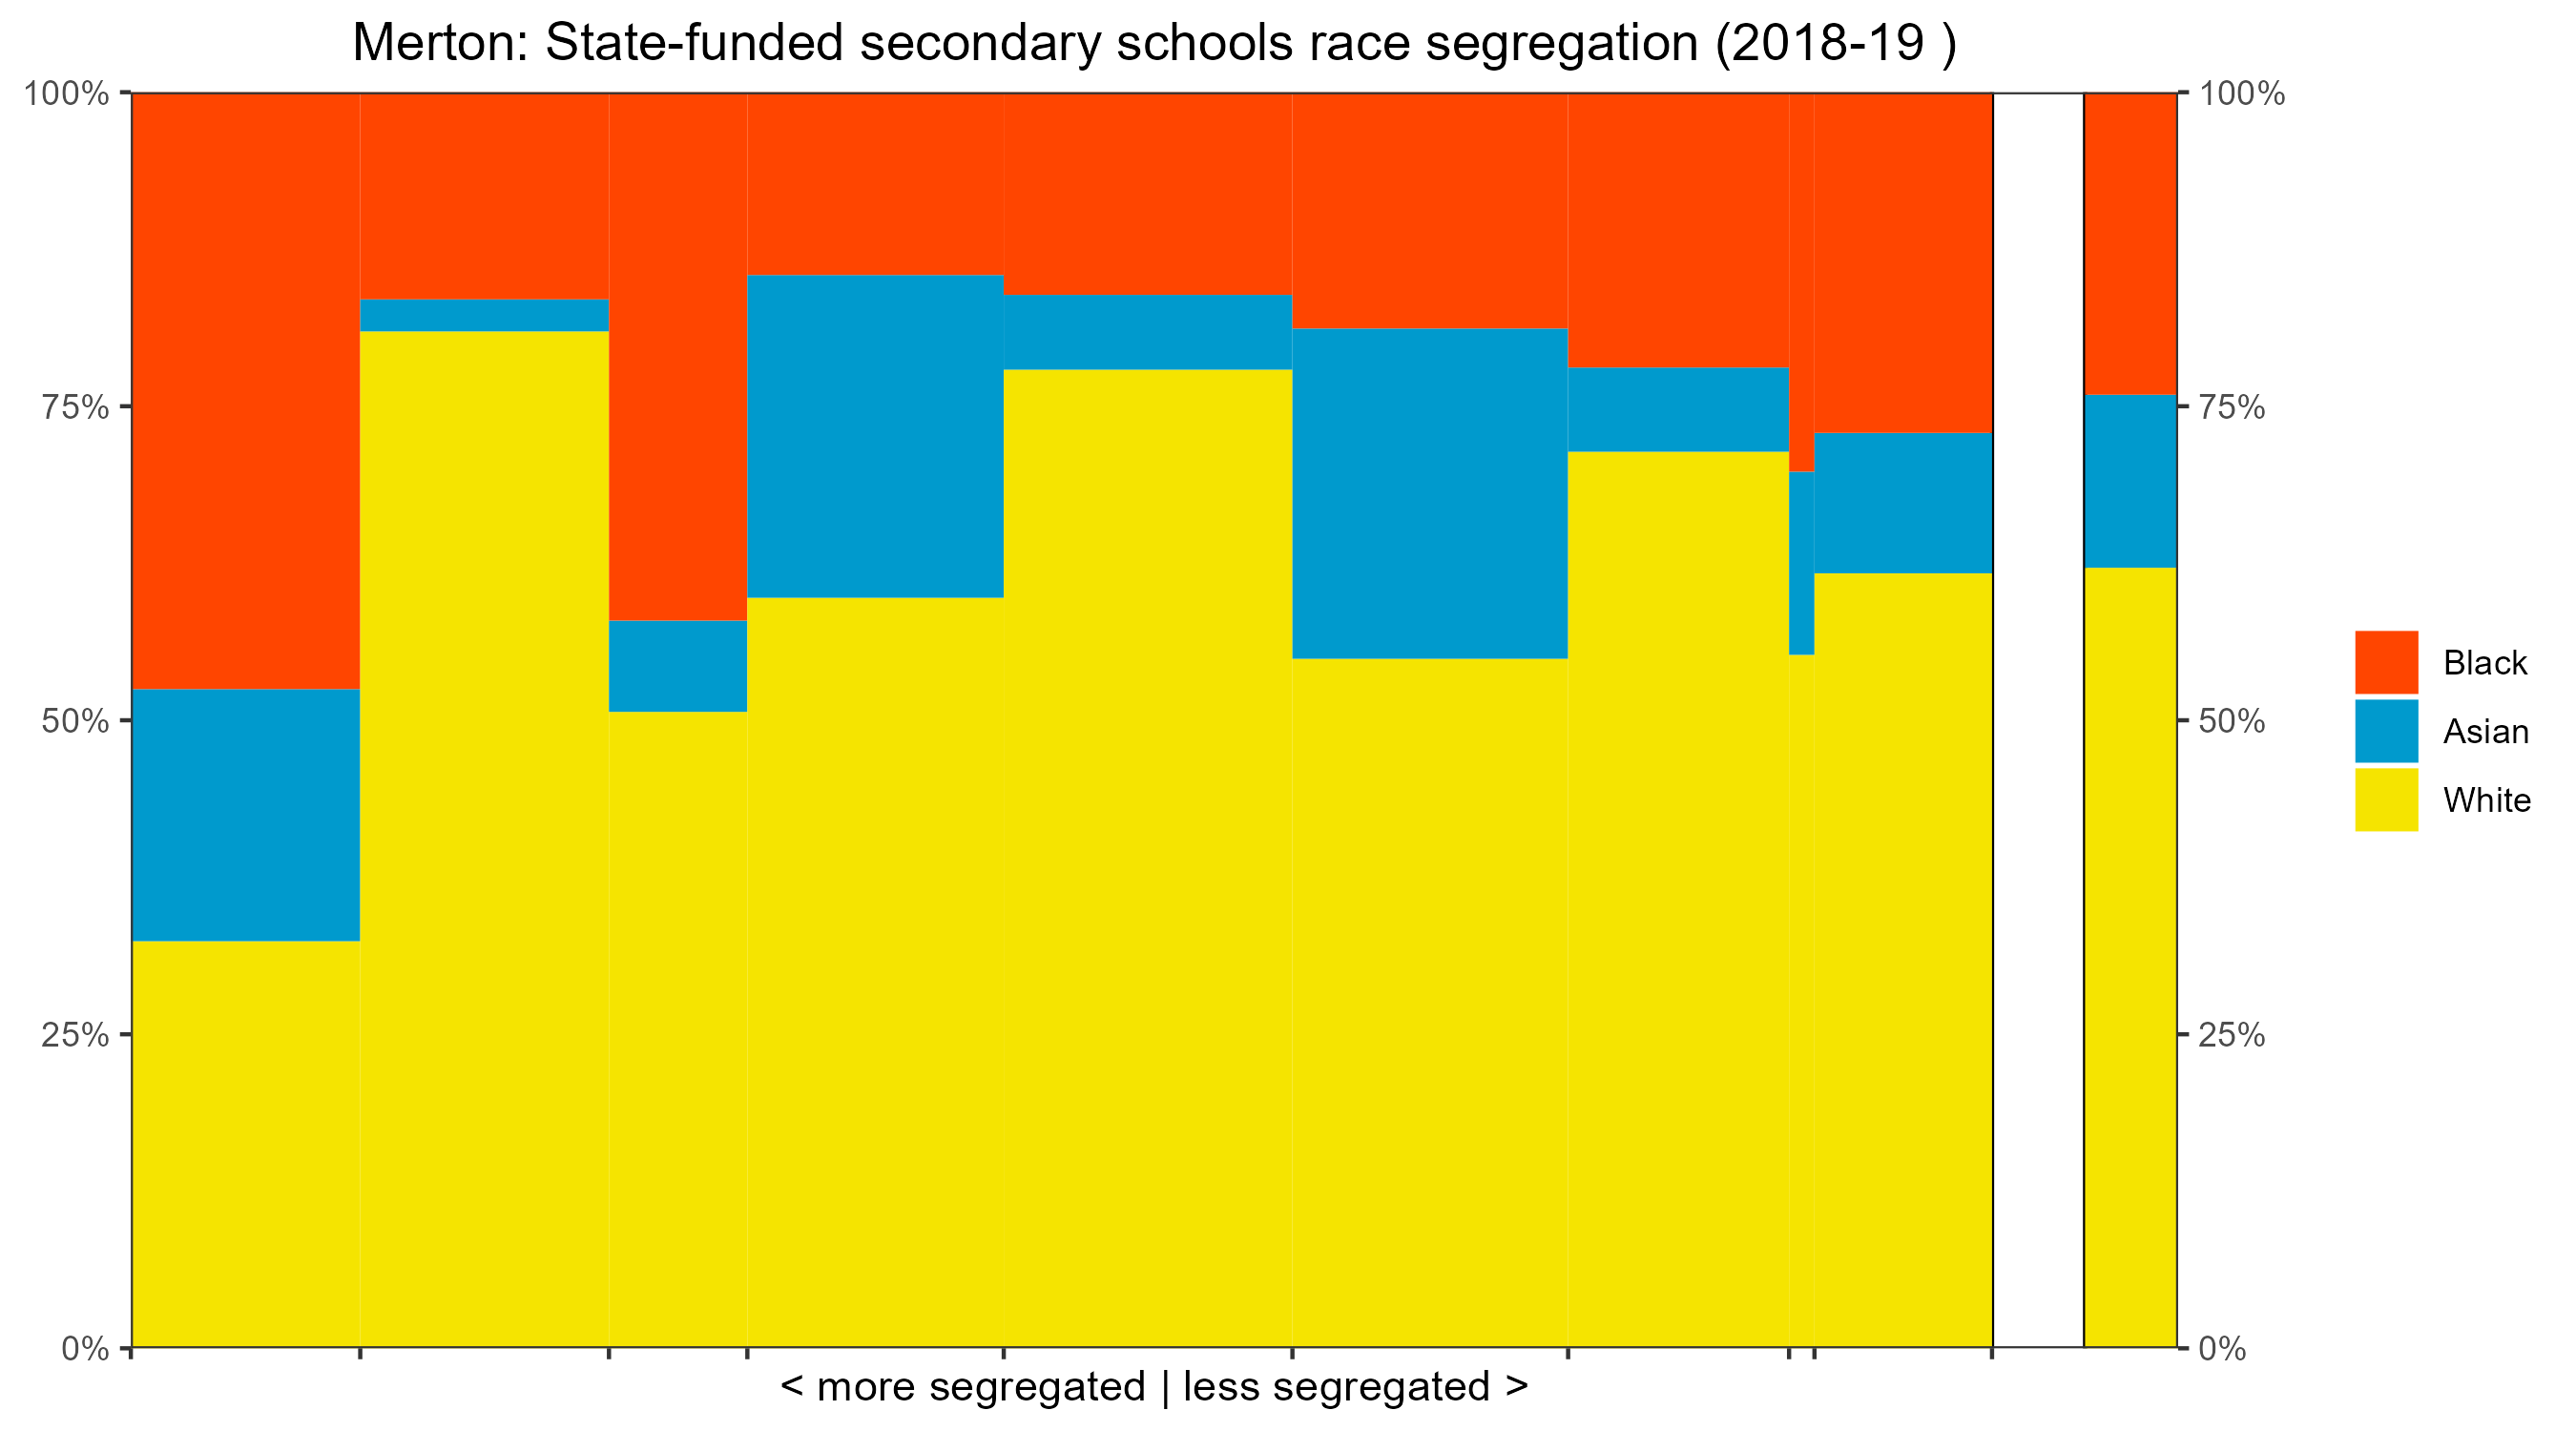 Merton: State-funded secondary schools race segregation (2018-19 )
100%
100%
75%
75%
50%
50%
25%
25%
0%
0%
Black
Asian
White
< more segregated | less segregated >